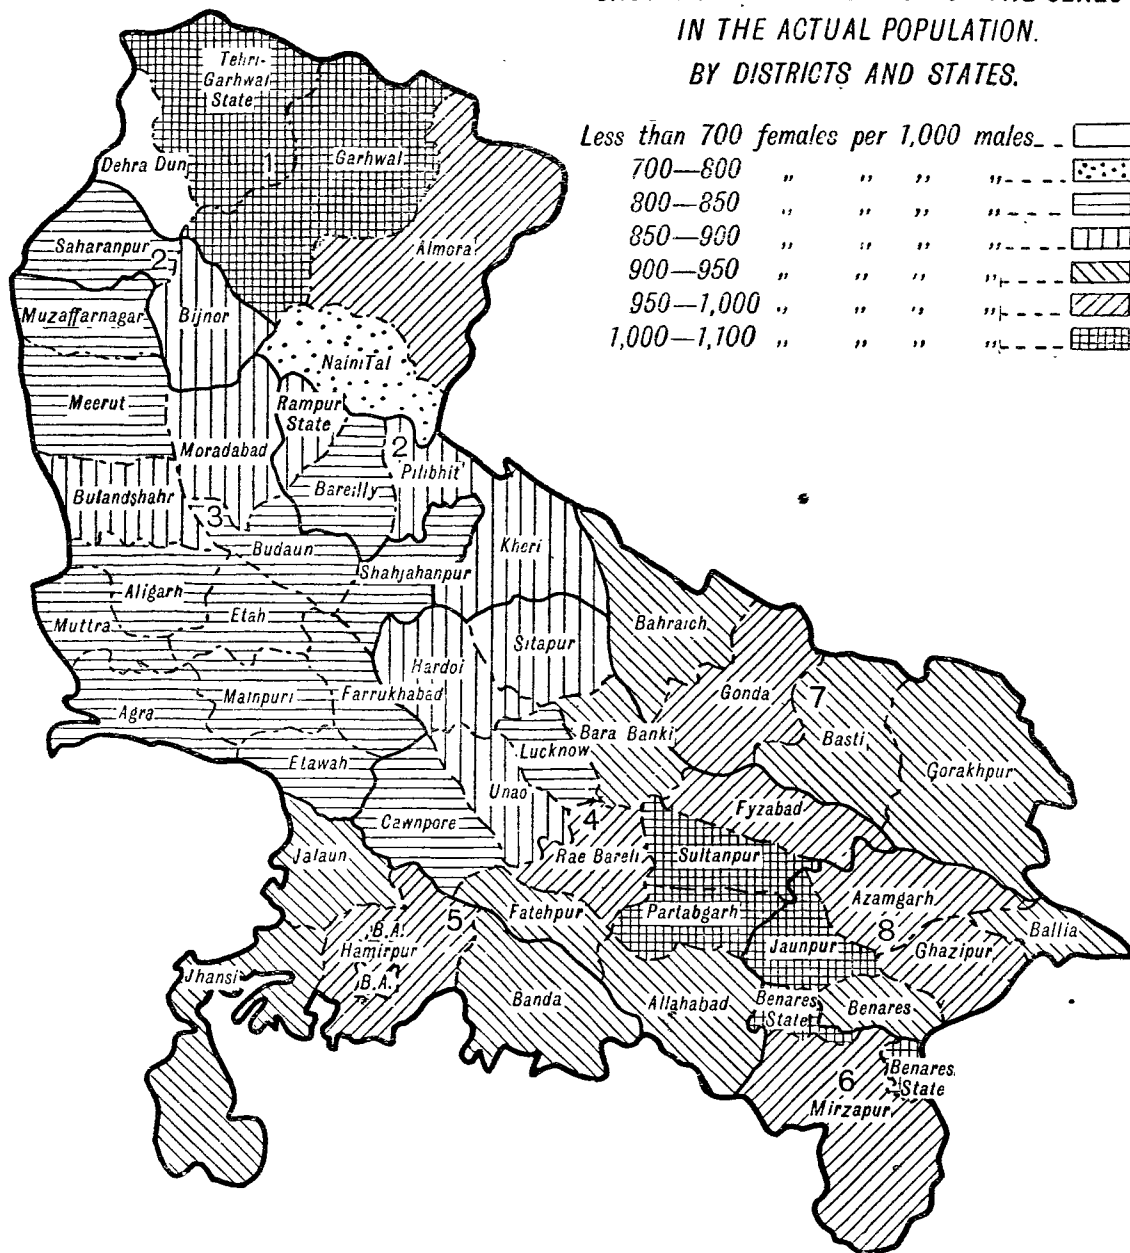 IN THE ACTUAL POPULATION.
BY DISTRICTS AND STATES.
Less than 700 females per 1,000 males
700—800 " " " "
800—850 " " " "
850—900 " " " "
900—950 " " " "
950—1,000 " " " "
1,000—1,100 " " " "
Tehri-
Garhwal
State
1
Garhwal
Dehra Dun
Almora
Saharanpur
2
Muzaffarnagar
Bijnor
Naini Tal
Meerut
Rampur
State
Moradabad
2
Pilibhit
Bulandshahr
Bareilly
3
Budaun
Kheri
Shahjahanpur
Aligarh
Etah
Muttra
Bahraich
Hardoi
Sitapur
Mainpuri
Farrukhabad
Gonda
7
Agra
Bara Banki
Basti
Lucknow
Etawah
Gorakhpur
Unao
Fyzabad
Cawnpore
4
Jalaun
Rae Bareli
Sultanpur
Azamgarh
Fatehpur
Partabgarh
5
B.A.
8
Ballia
Hamirpur
Jaunpur
Ghazipur
Jhansi
B.A.
Banda
Allahabad
Benares
State
Benares
6
Benares
State
Mirzapur